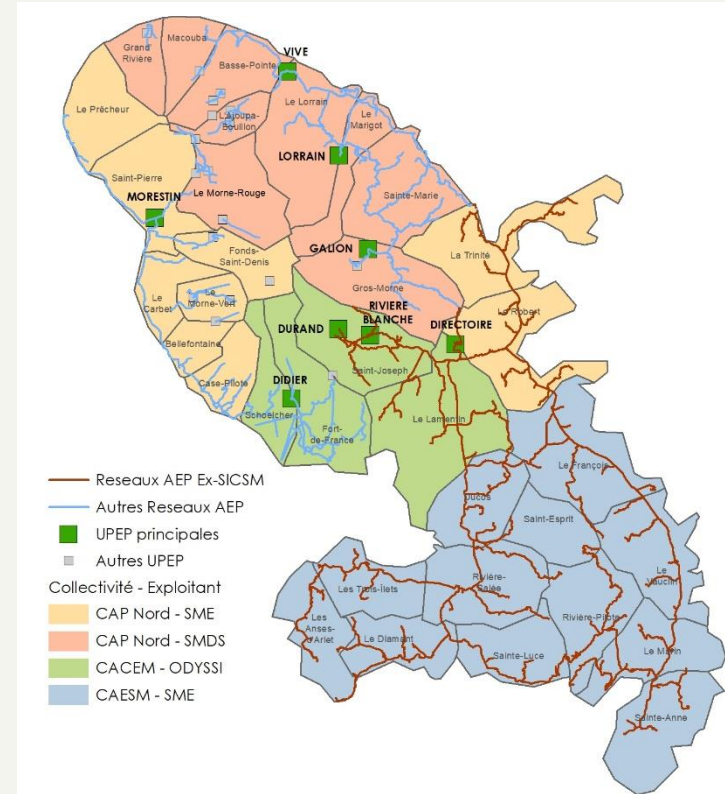 Grand
Rivière
Macouba
Basse-Pointe
VIVE
Le Prêcheur
L'Ajoupa-
Bouillon
Le Lorrain
Le
Marigot
LORRAIN
Saint-Pierre
MORESTIN
Le Morne-Rouge
Sainte-Marie
GALION
La Trinité
Fonds-
Saint-Denis
Gros-Morne
Le
Carbet
Le
Morne-Vert
RIVIERE
BLANCHE
DURAND
DIRECTOIRE
Le Robert
Bellefontaine
Saint-Joseph
Case-Pilote
DIDIER
Schoelcher
Fort-
de-France
Le Lamentin
Le François
Ducos
Saint-Esprit
Les Trois-Îlets
Rivière-
Salée
Le
Vauclin
Les
Anses-
d'Arlet
Le Diamant
Sainte-Luce
Rivière-Pilote
Le Marin
Sainte-Anne
Reseaux AEP Ex-SICSM
Autres Reseaux AEP
UPEP principales
Autres UPEP
Collectivité - Exploitant
CAP Nord - SME
CAP Nord - SMDS
CACEM - ODYSSI
CAESM - SME